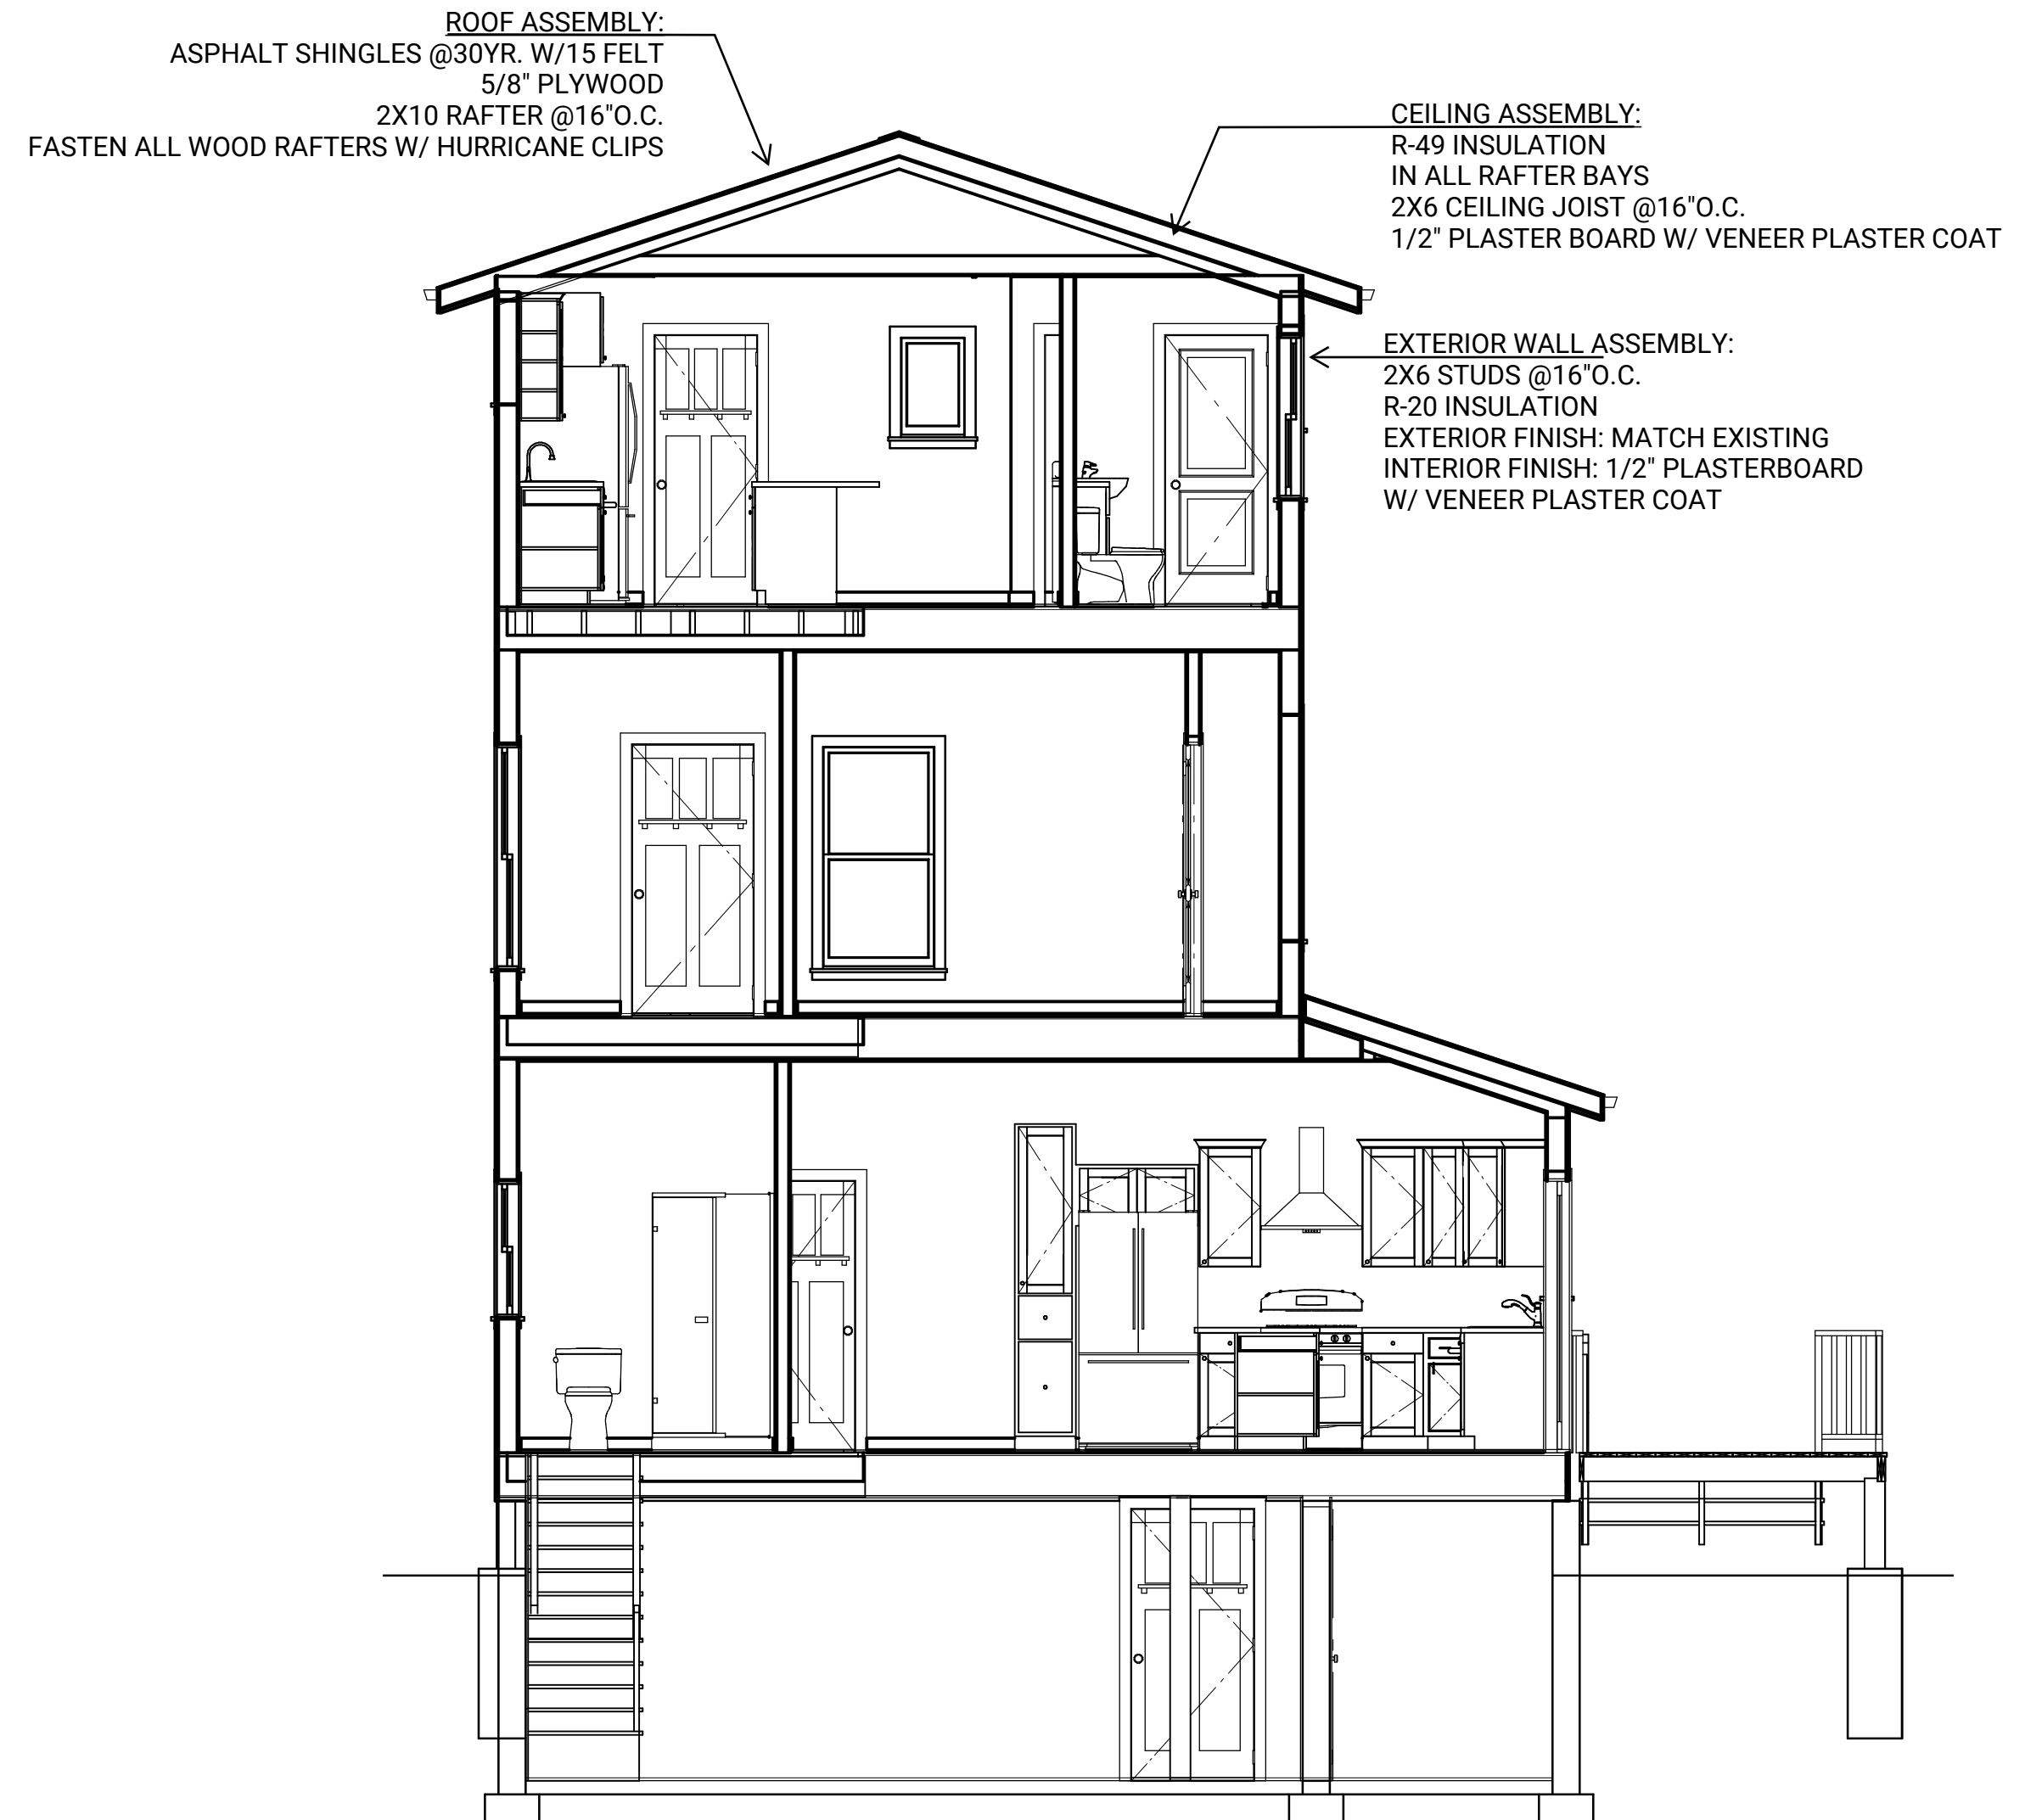 ROOF ASSEMBLY:
ASPHALT SHINGLES @30YR. W/15 FELT
5/8" PLYWOOD
2X10 RAFTER @16"O.C.
FASTEN ALL WOOD RAFTERS W/ HURRICANE CLIPS
CEILING ASSEMBLY:
R-49 INSULATION
IN ALL RAFTER BAYS
2X6 CEILING JOIST @16"O.C.
1/2" PLASTER BOARD W/ VENEER PLASTER COAT
EXTERIOR WALL ASSEMBLY:
2X6 STUDS @16"O.C.
R-20 INSULATION
EXTERIOR FINISH: MATCH EXISTING
INTERIOR FINISH: 1/2" PLASTERBOARD
W/ VENEER PLASTER COAT